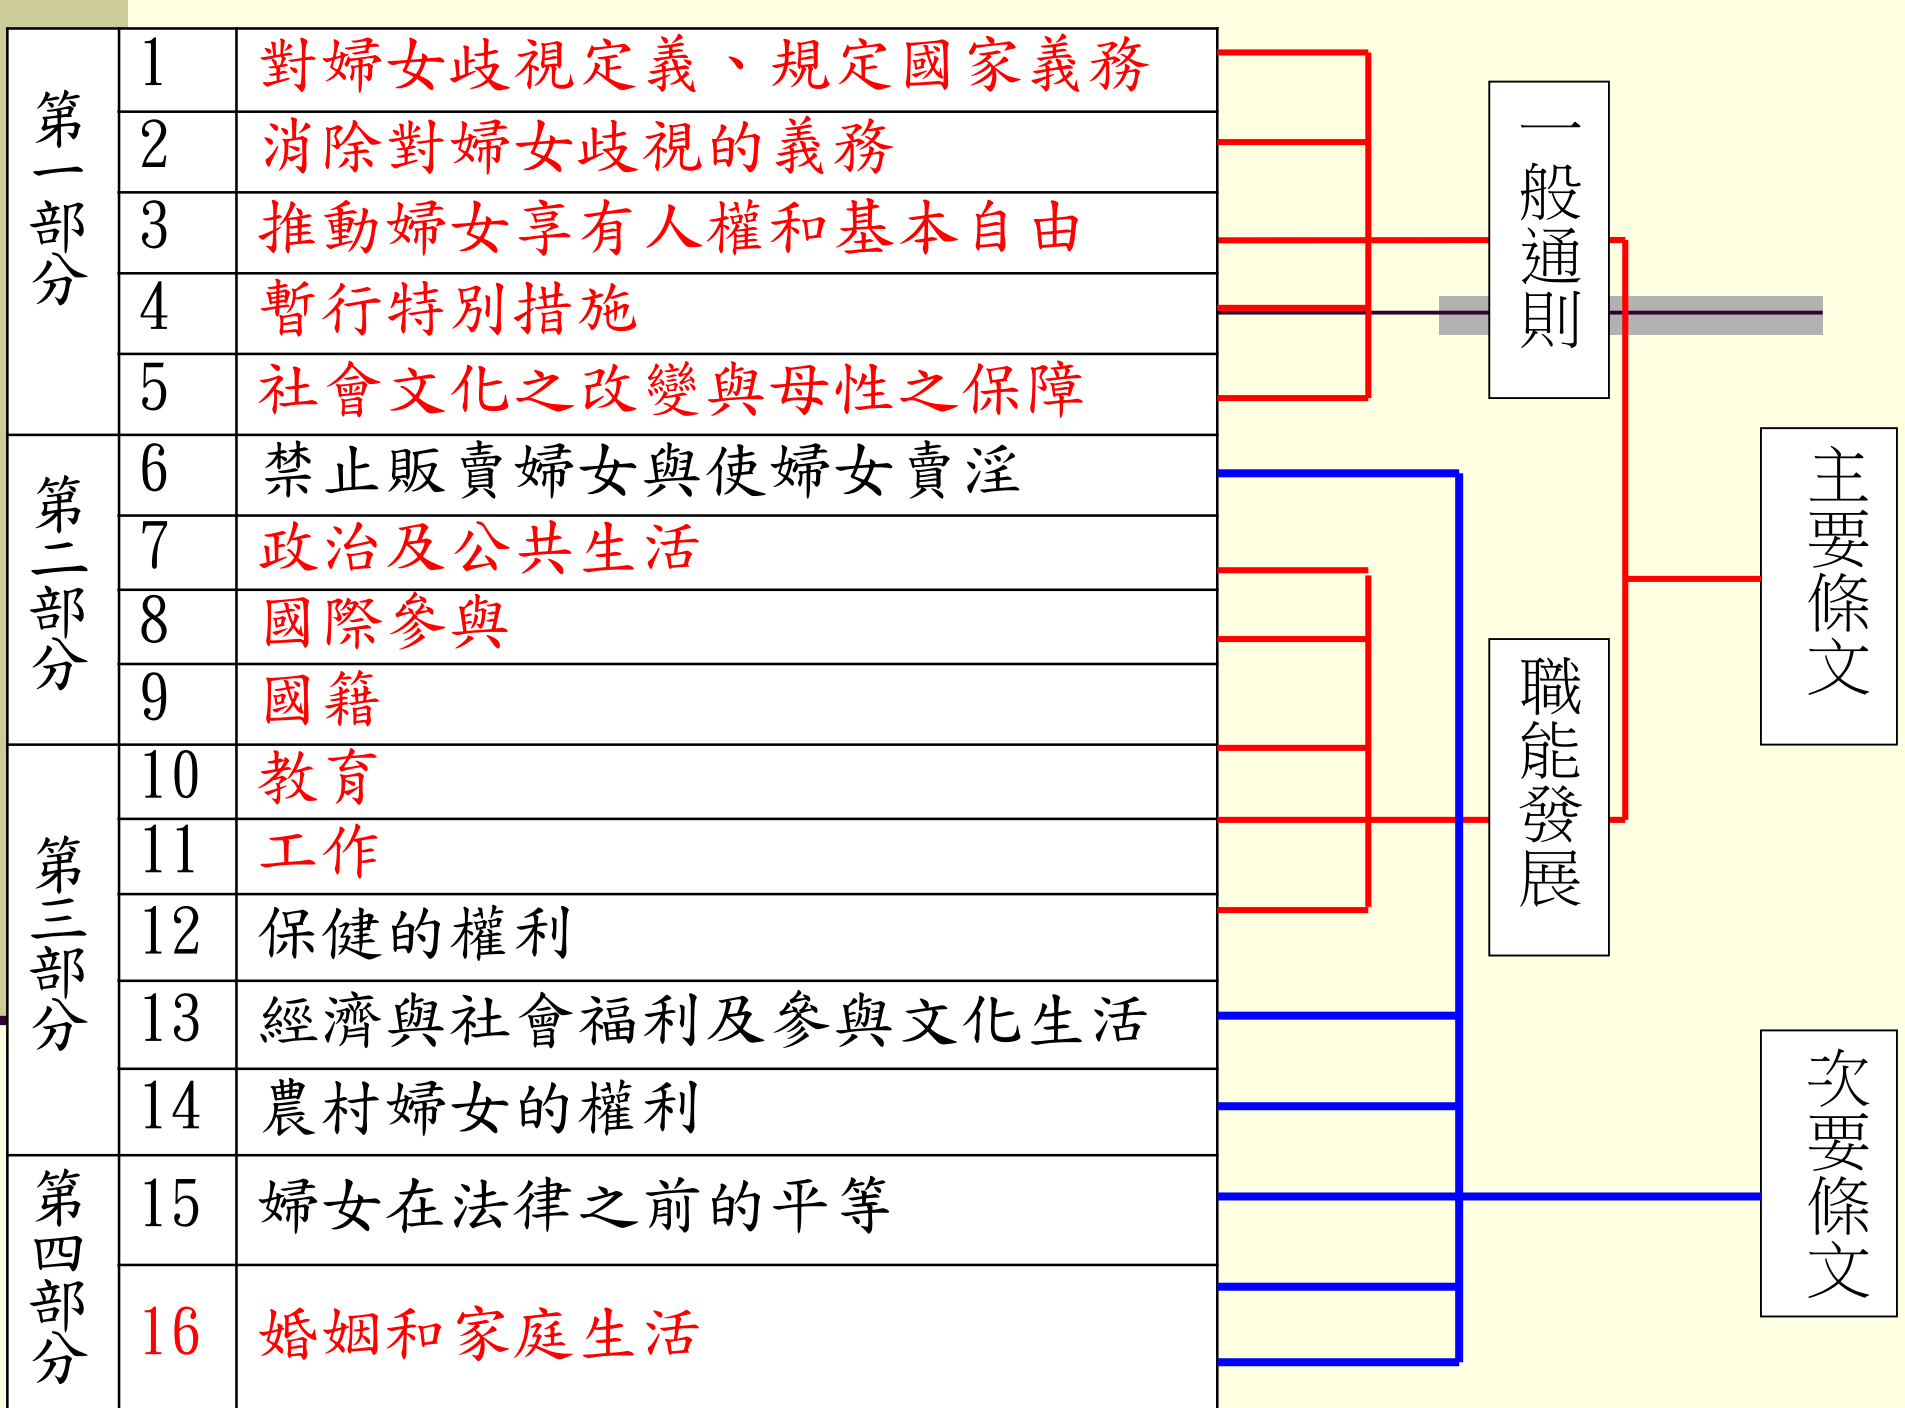 第一部分
1 對婦女歧視定義、規定國家義務
2 消除對婦女歧視的義務
3 推動婦女享有人權和基本自由
4 暫行特別措施
5 社會文化之改變與母性之保障
第二部分
6 禁止販賣婦女與使婦女賣淫
7 政治及公共生活
8 國際參與
9 國籍
第三部分
10 教育
11 工作
12 保健的權利
13 經濟與社會福利及參與文化生活
14 農村婦女的權利
第四部分
15 婦女在法律之前的平等
16 婚姻和家庭生活
一般通則
職能發展
主要條文
次要條文